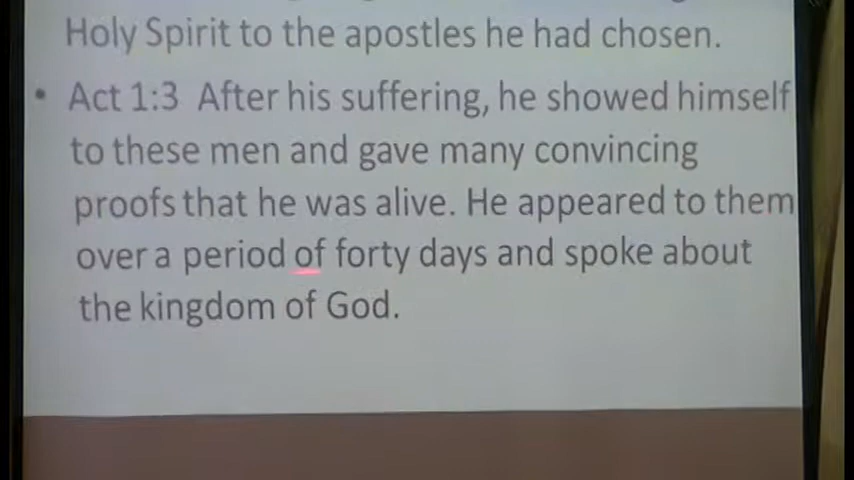 Holy Spirit to the apostles he had chosen.
• Act 1:3 After his suffering, he showed himself
to these men and gave many convincing
proofs that he was alive. He appeared to them
over a period of forty days and spoke about
the kingdom of God.